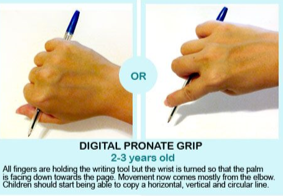 OR
DIGITAL PRONATE GRIP
2-3 years old
All fingers are holding the writing tool but the wrist is turned so that the palm
is facing down towards the page. Movement now comes mostly from the elbow.
Children should start being able to copy a horizontal, vertical and circular line.